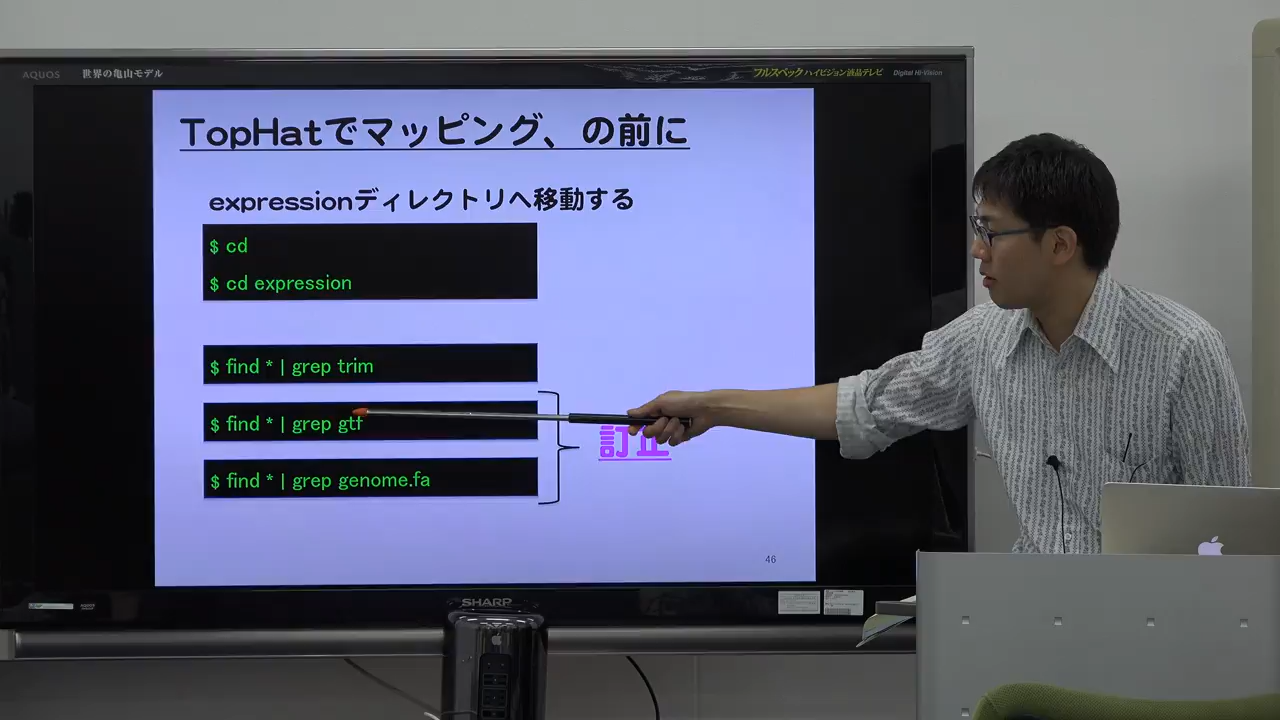 AQUOS 世界の亀山モデル フルスペックハイビジョン液晶テレビ Digital Hi-Vision
TopHatでマッピング、の前に
expressionディレクトリへ移動する
$ cd
$ cd expression
$ find * | grep trim
$ find * | grep gtf
$ find * | grep genome.fa
訂正
46
SHARP